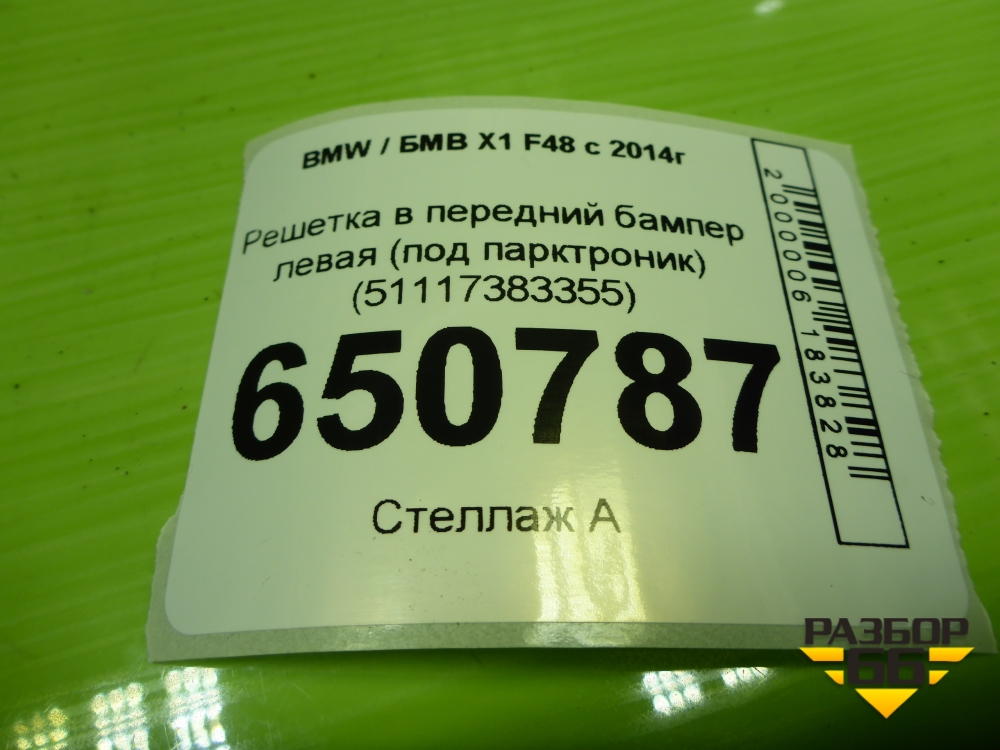 BMW / БМВ X1 F48 с 2014г
Решетка в передний бампер
левая (под парктроник)
(51117383355)
650787
Стеллаж А
2000006183828
РАЗБОР
66